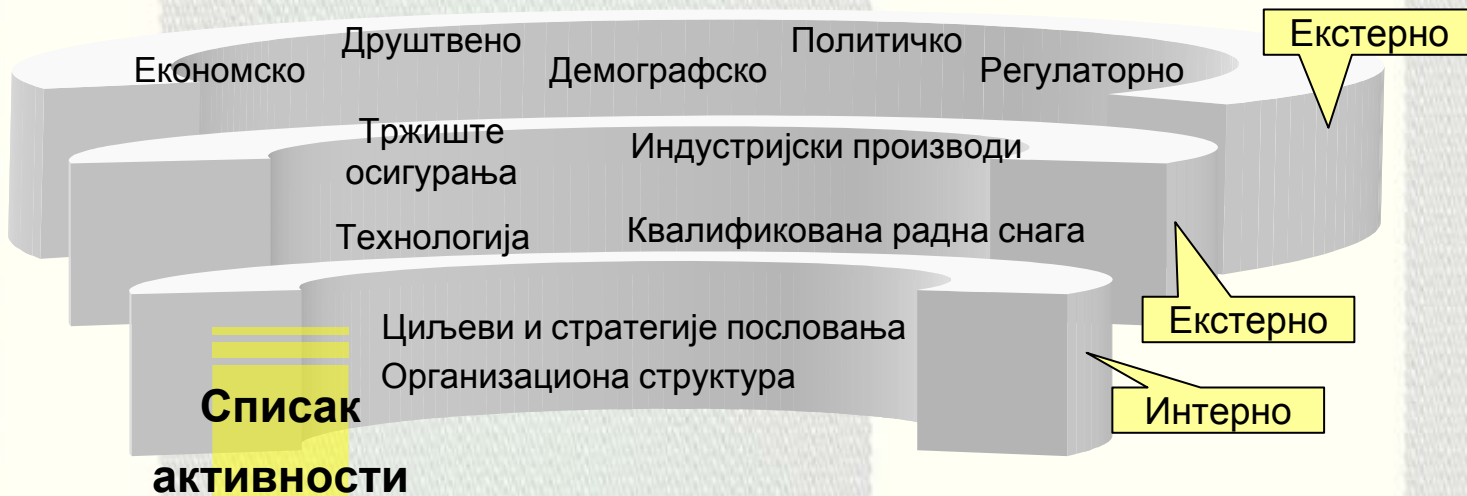 Друштвено
Политичко
Екстерно
Економско
Демографско
Регулаторно
Тржиште
осигурања
Индустријски производи
Технологија
Квалификована радна снага
Екстерно
Циљеви и стратегије пословања
Организациона структура
Интерно
Списак
активности